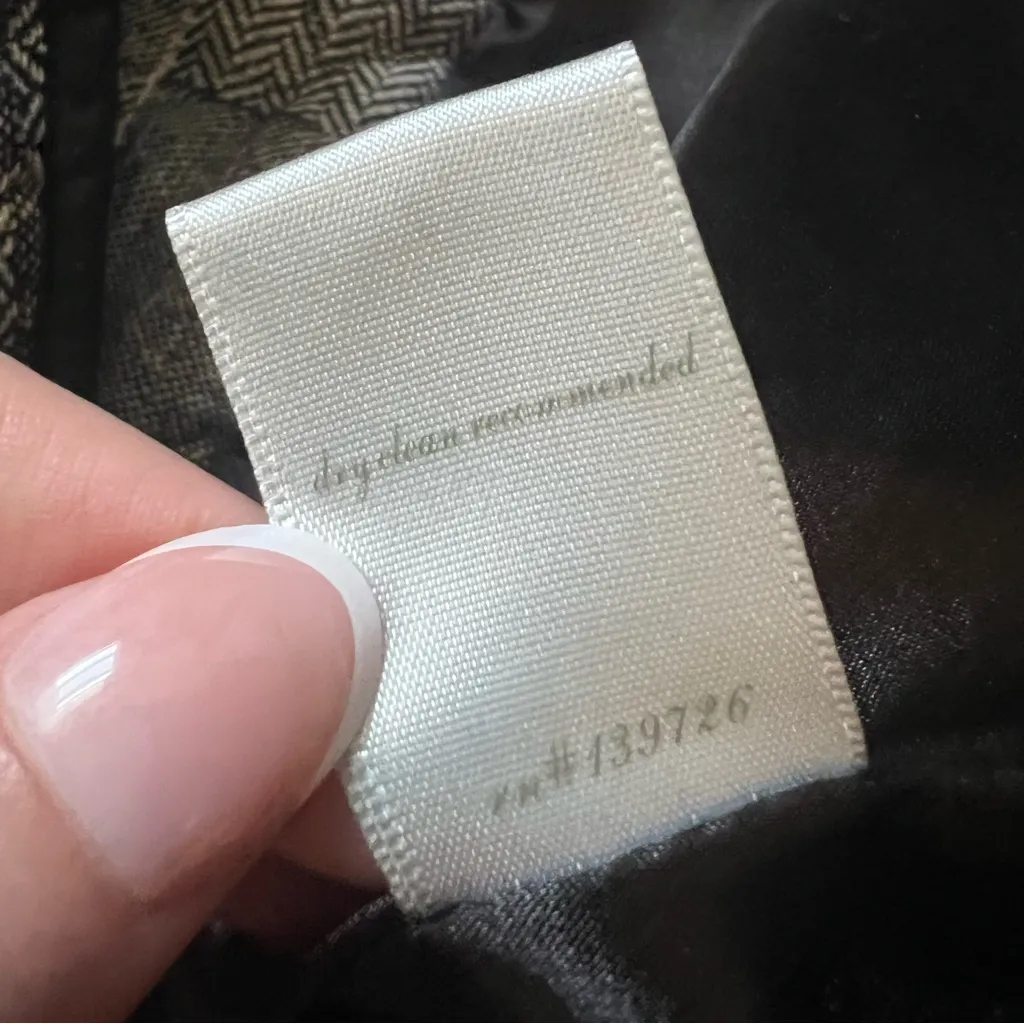 dry clean recommended
rn# 139726